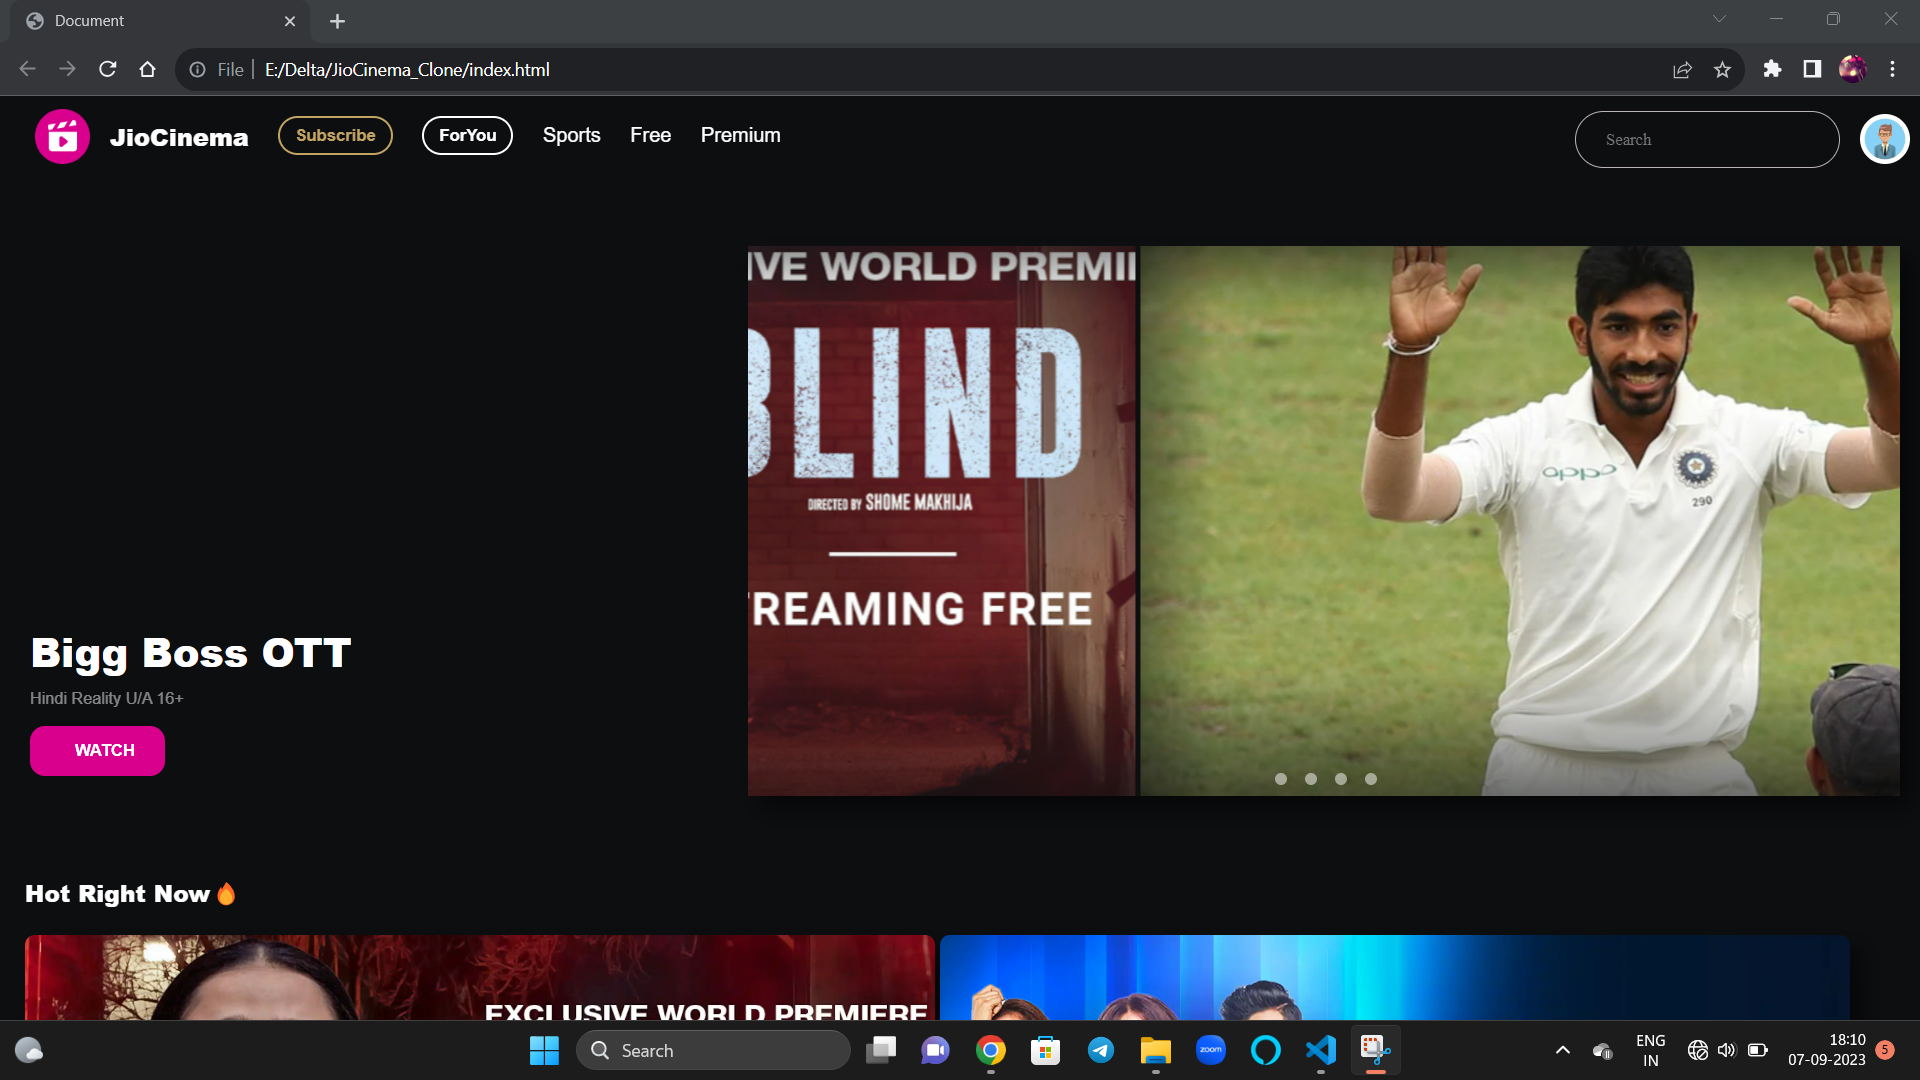 Document
File
E:/Delta/JioCinema_Clone/index.html
JioCinema
Subscribe
ForYou
Sports
Free
Premium
Search
IVE WORLD PREMI
BLIND
DIRECTED BY SHOME MAKHIJA
TREAMING FREE
oppo
290
Bigg Boss OTT
Hindi Reality U/A 16+
WATCH
Hot Right Now
EXCLUSIVE WORLD PREMIERE
Search
zoom
ENG
IN
18:10
07-09-2023
5